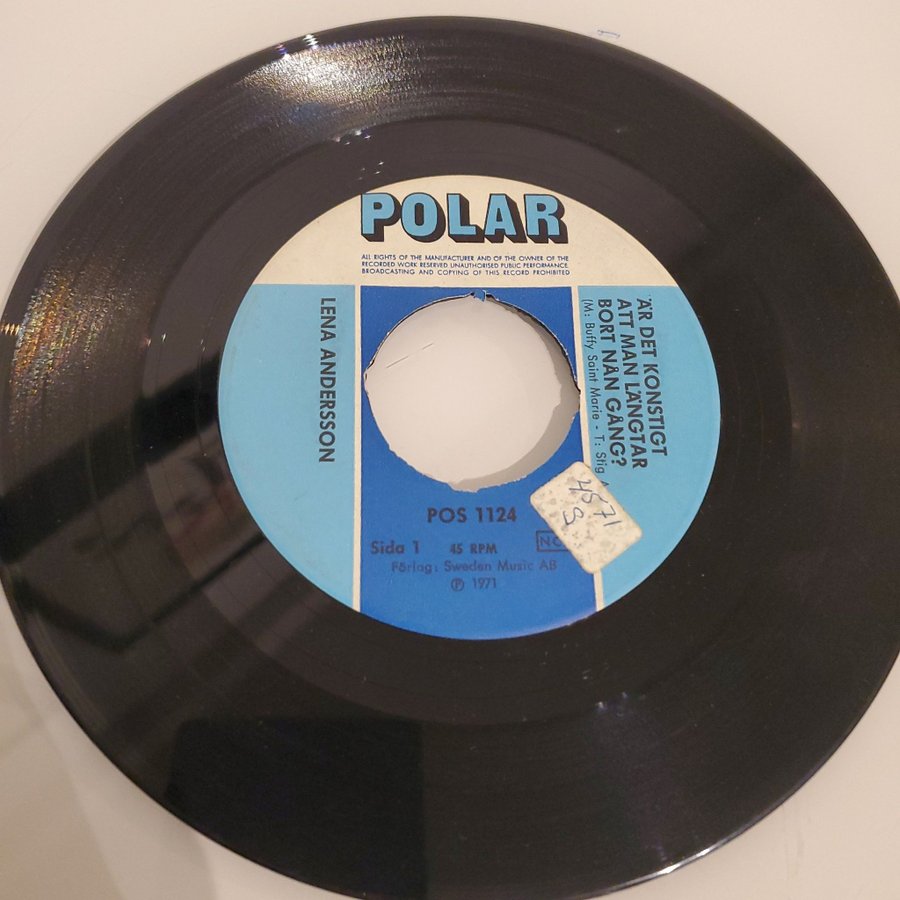 POLAR
ALL RIGHTS OF THE MANUFACTURER AND OF THE OWNER OF THE
RECORDED WORK RESERVED UNAUTHORISED PUBLIC PERFORMANCE.
BROADCASTING AND COPYING OF THIS RECORD PROHIBITED
ÄR DET KONSTIGT
ATT MAN LÄNGTAR
BORT NÅN GÅNG?
(M: Buffy Saint Marie - T: Stig A
LENA ANDERSSON
4571
S
POS 1124
Sida 1 45 RPM
Förlag: Sweden Music AB
℗ 1971